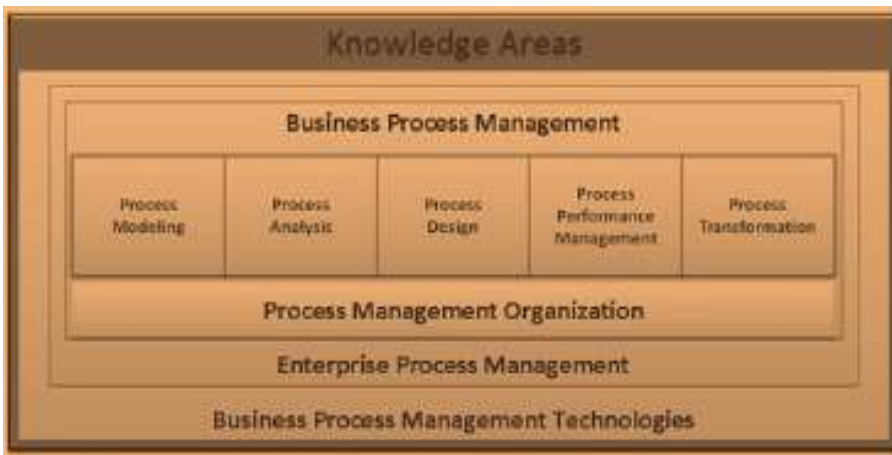 Knowledge Areas
Business Process Management
Process
Modeling
Process
Analysis
Process
Design
Process
Performance
Management
Process
Transformation
Process Management Organization
Enterprise Process Management
Business Process Management Technologies